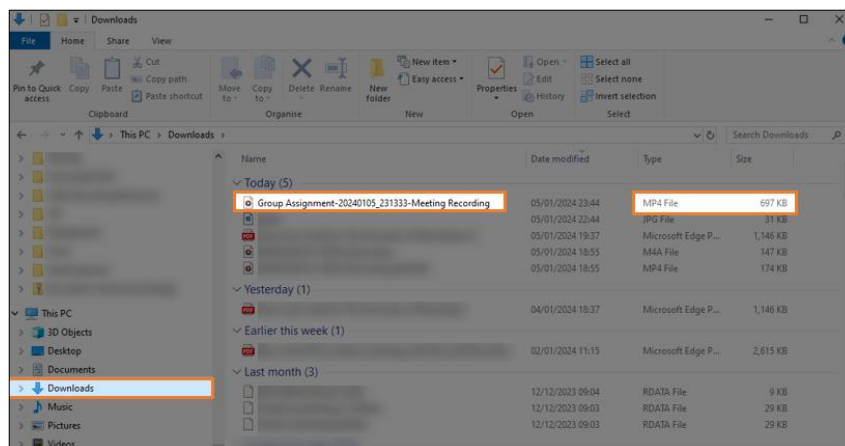 Downloads
File Home Share View
Pin to Quick access
Copy
Paste
Cut
Copy path
Paste shortcut
Clipboard
Move to
Copy to
Delete
Rename
Organise
New folder
New item
Easy access
New
Properties
Open
Edit
History
Open
Select all
Select none
Invert selection
Select
This PC > Downloads >
Search Downloads
Name Date modified Type Size
Today (5)
Group Assignment-20240105_231333-Meeting Recording 05/01/2024 23:44 MP4 File 697 KB
05/01/2024 22:44 JPG File 31 KB
05/01/2024 19:37 Microsoft Edge P... 1,146 KB
05/01/2024 18:55 M4A File 147 KB
05/01/2024 18:55 MP4 File 174 KB
Yesterday (1)
04/01/2024 18:37 Microsoft Edge P... 1,146 KB
Earlier this week (1)
02/01/2024 11:15 Microsoft Edge P... 2,615 KB
Last month (3)
12/12/2023 09:04 RDATA File 9 KB
12/12/2023 09:03 RDATA File 29 KB
12/12/2023 09:03 RDATA File 29 KB
This PC
3D Objects
Desktop
Documents
Downloads
Music
Pictures
Videos